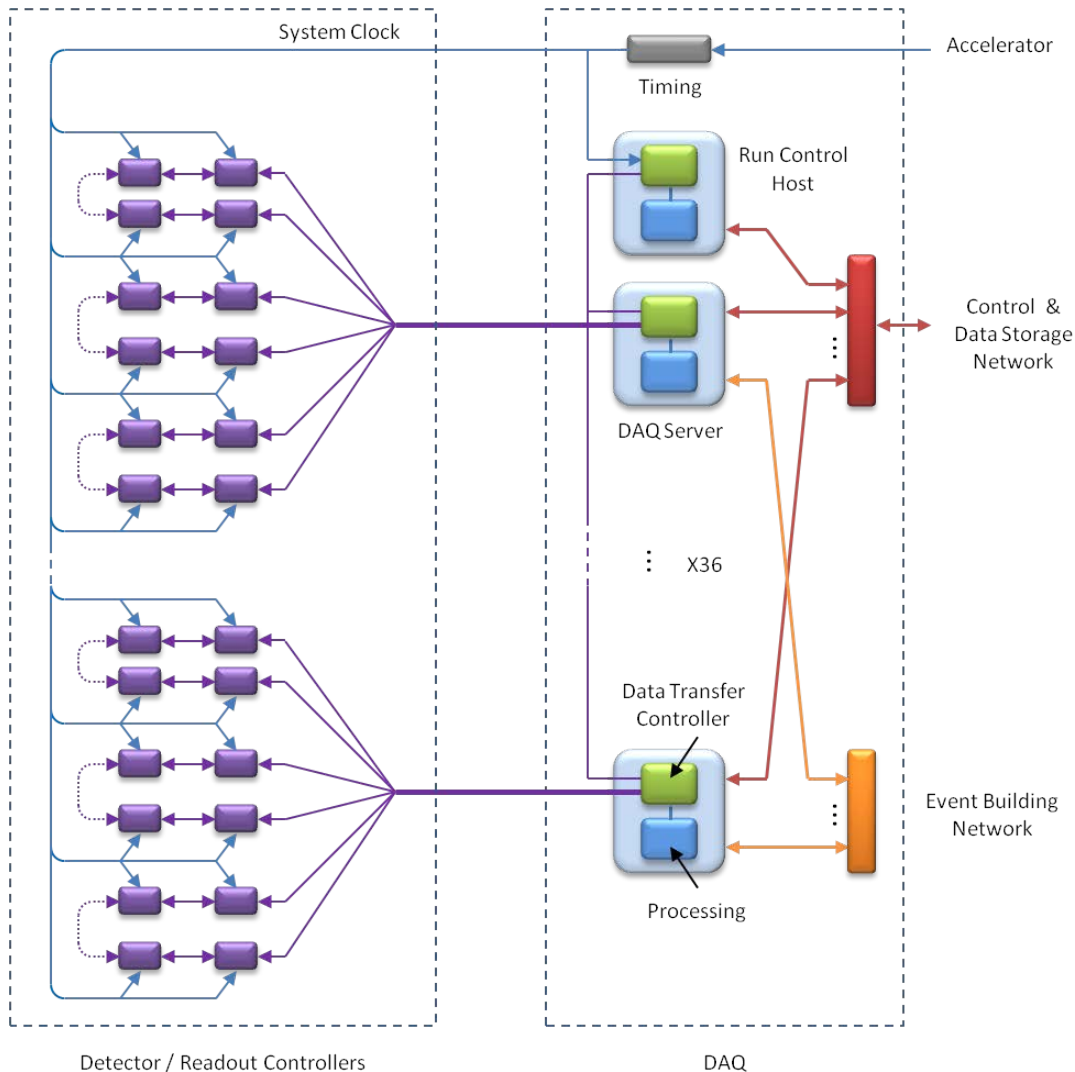 System Clock
Accelerator
Timing
Run Control
Host
Control  &
Data Storage
Network
DAQ Server
X36
Data Transfer
Controller
Event Building
Network
Processing
Detector / Readout Controllers
DAQ